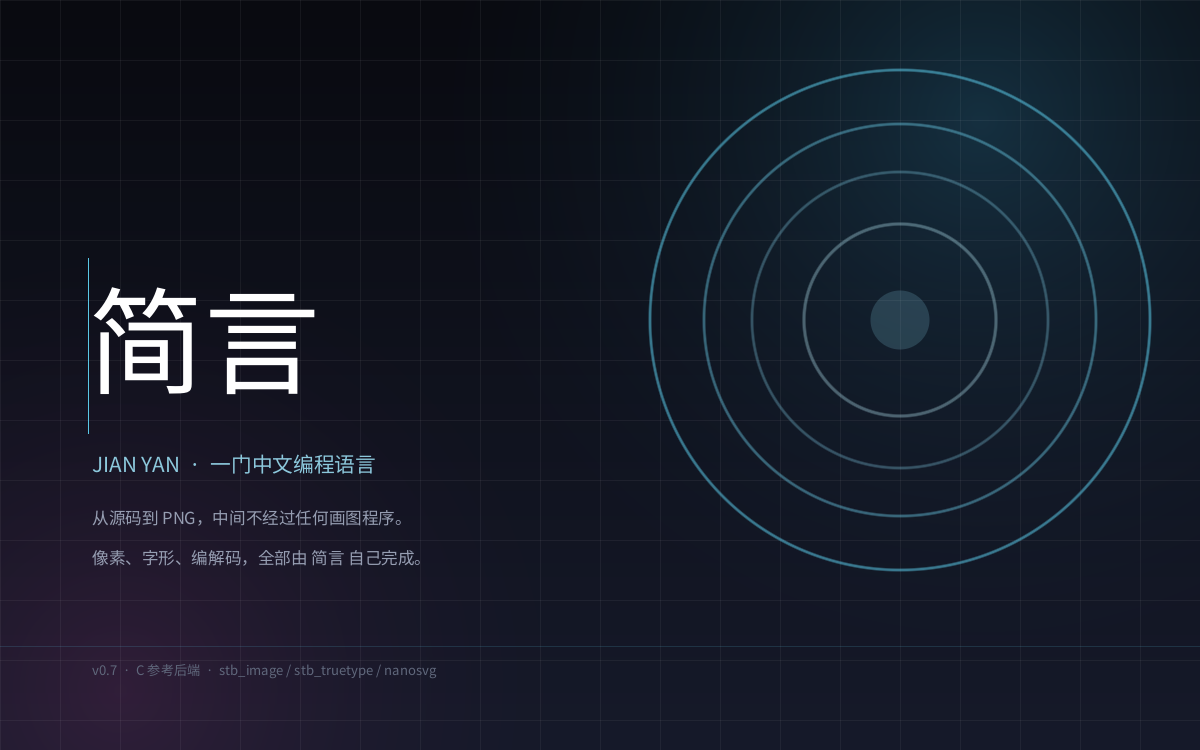 简言
JIAN YAN · 一门中文编程语言
从源码到 PNG，中间不经过任何画图程序。
像素、字形、编解码，全部由 简言 自己完成。
v0.7 · C 参考后端 · stb_image / stb_truetype / nanosvg